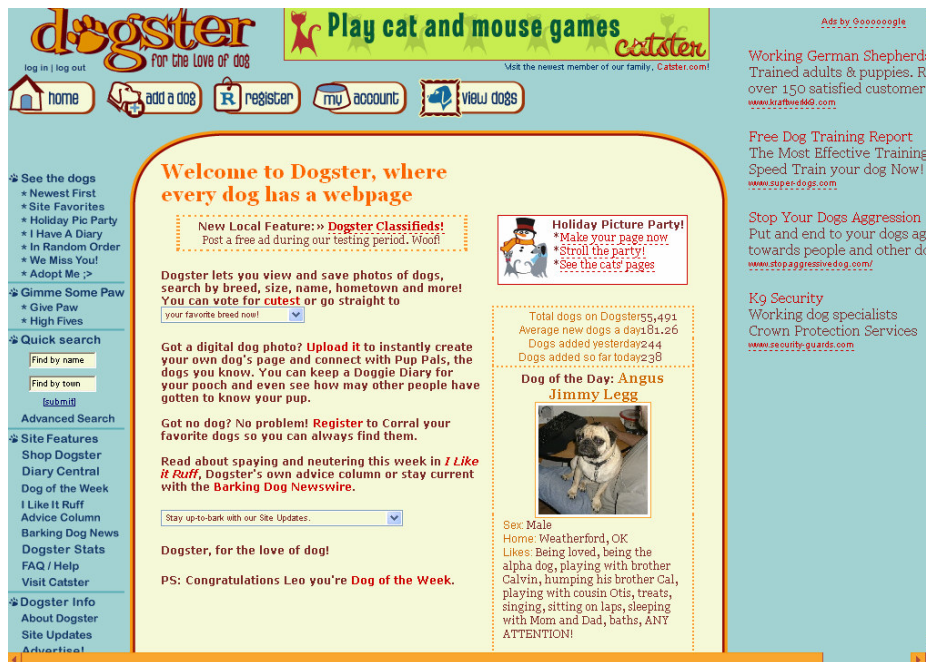 dogster
for the love of dog
log in | log out
Play cat and mouse games
catster
Visit the newest member of our family, Catster.com!
home
add a dog
R register
my account
view dogs
See the dogs
* Newest First
* Site Favorites
* Holiday Pic Party
* I Have A Diary
* In Random Order
* We Miss You!
* Adopt Me ;>
Gimme Some Paw
* Give Paw
* High Fives
Quick search
Find by name
Find by town
[submit]
Advanced Search
Site Features
Shop Dogster
Diary Central
Dog of the Week
I Like It Ruff
Advice Column
Barking Dog News
Dogster Stats
FAQ / Help
Visit Catster
Dogster Info
About Dogster
Site Updates
Advertise!
Welcome to Dogster, where
every dog has a webpage
New Local Feature:» Dogster Classifieds!
Post a free ad during our testing period. Woof!
Dogster lets you view and save photos of dogs,
search by breed, size, name, hometown and more!
You can vote for cutest or go straight to
your favorite breed now!
Got a digital dog photo? Upload it to instantly create
your own dog's page and connect with Pup Pals, the
dogs you know. You can keep a Doggie Diary for
your pooch and even see how may other people have
gotten to know your pup.
Got no dog? No problem! Register to Corral your
favorite dogs so you can always find them.
Read about spaying and neutering this week in I Like
it Ruff, Dogster's own advice column or stay current
with the Barking Dog Newswire.
Stay up-to-bark with our Site Updates.
Dogster, for the love of dog!
PS: Congratulations Leo you're Dog of the Week.
Holiday Picture Party!
*Make your page now
*Stroll the party!
*See the cats' pages
Total dogs on Dogster 55,491
Average new dogs a day 181.26
Dogs added yesterday 244
Dogs added so far today 238
Dog of the Day: Angus
Jimmy Legg
Sex: Male
Home: Weatherford, OK
Likes: Being loved, being the
alpha dog, playing with brother
Calvin, humping his brother Cal,
playing with cousin Otis, treats,
singing, sitting on laps, sleeping
with Mom and Dad, baths, ANY
ATTENTION!
Ads by Goooooogle
Working German Shepherds
Trained adults & puppies. R
over 150 satisfied customer
www.kraftwerkk9.com
Free Dog Training Report
The Most Effective Training
Speed Train your dog Now!
www.super-dogs.com
Stop Your Dogs Aggression
Put and end to your dogs ag
towards people and other do
www.stopaggressivedog.com/
K9 Security
Working dog specialists
Crown Protection Services
www.security-guards.com